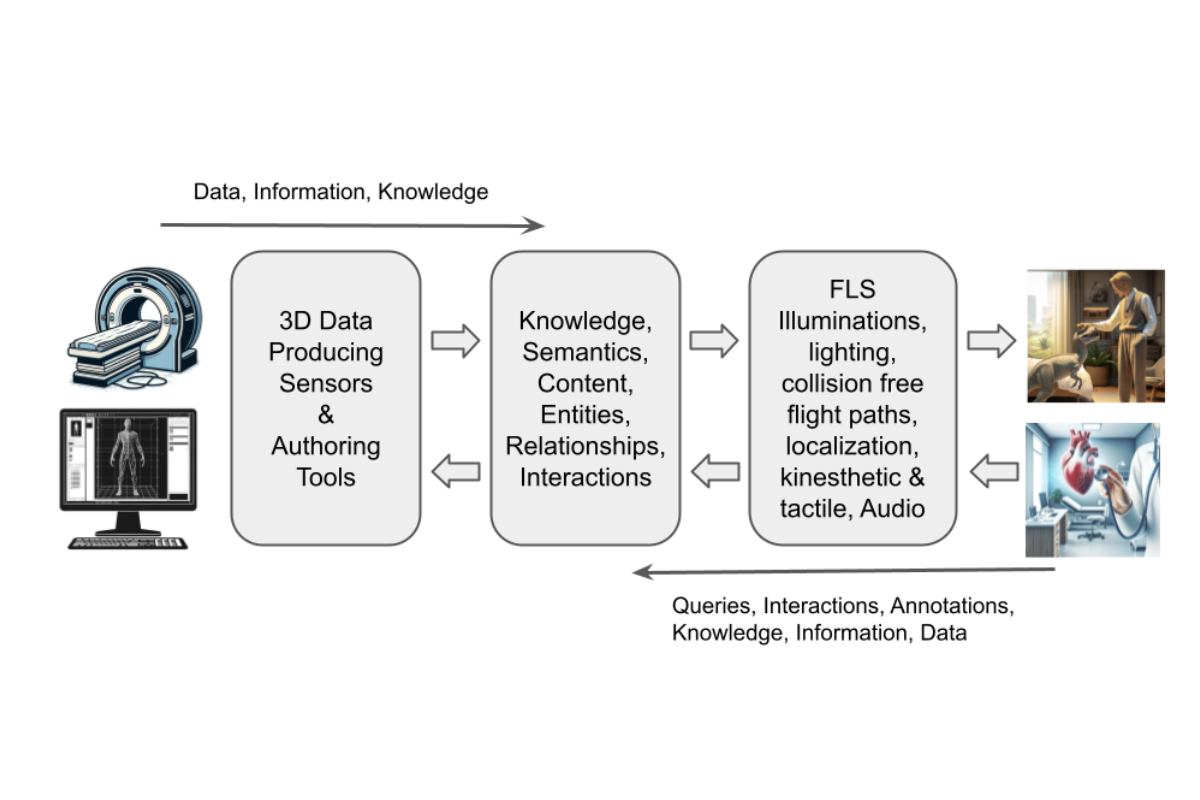 Data, Information, Knowledge
3D Data
Producing
Sensors
&
Authoring
Tools
Knowledge,
Semantics,
Content,
Entities,
Relationships,
Interactions
FLS
Illuminations,
lighting,
collision free
flight paths,
localization,
kinesthetic &
tactile, Audio
Queries, Interactions, Annotations,
Knowledge, Information, Data